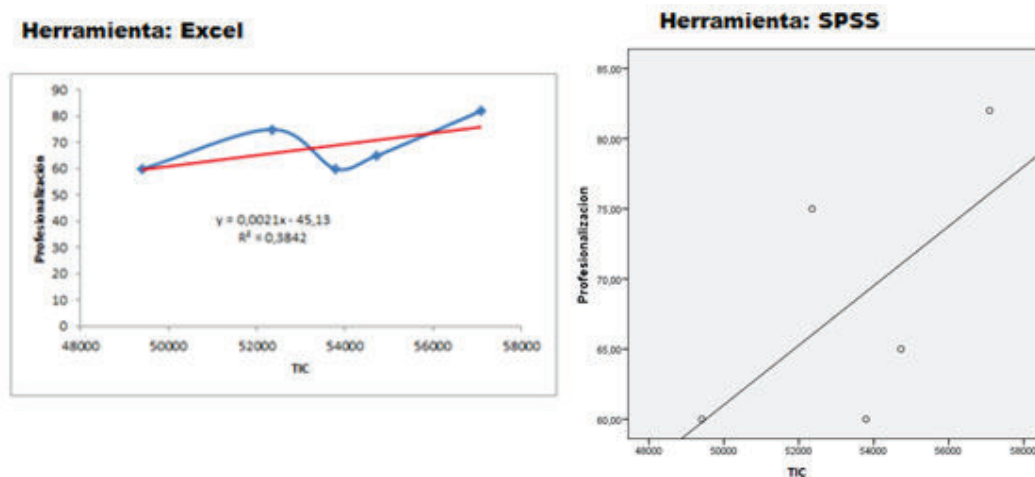 Herramienta: Excel
Profesionalización
90
80
70
60
50
40
30
20
10
0
y = 0,0021x - 45,13
R² = 0,3842
48000 50000 52000 54000 56000 58000
TIC
Herramienta: SPSS
Profesionalizacion
85,00
80,00
75,00
70,00
65,00
60,00
48000 50000 52000 54000 56000 58000
TIC